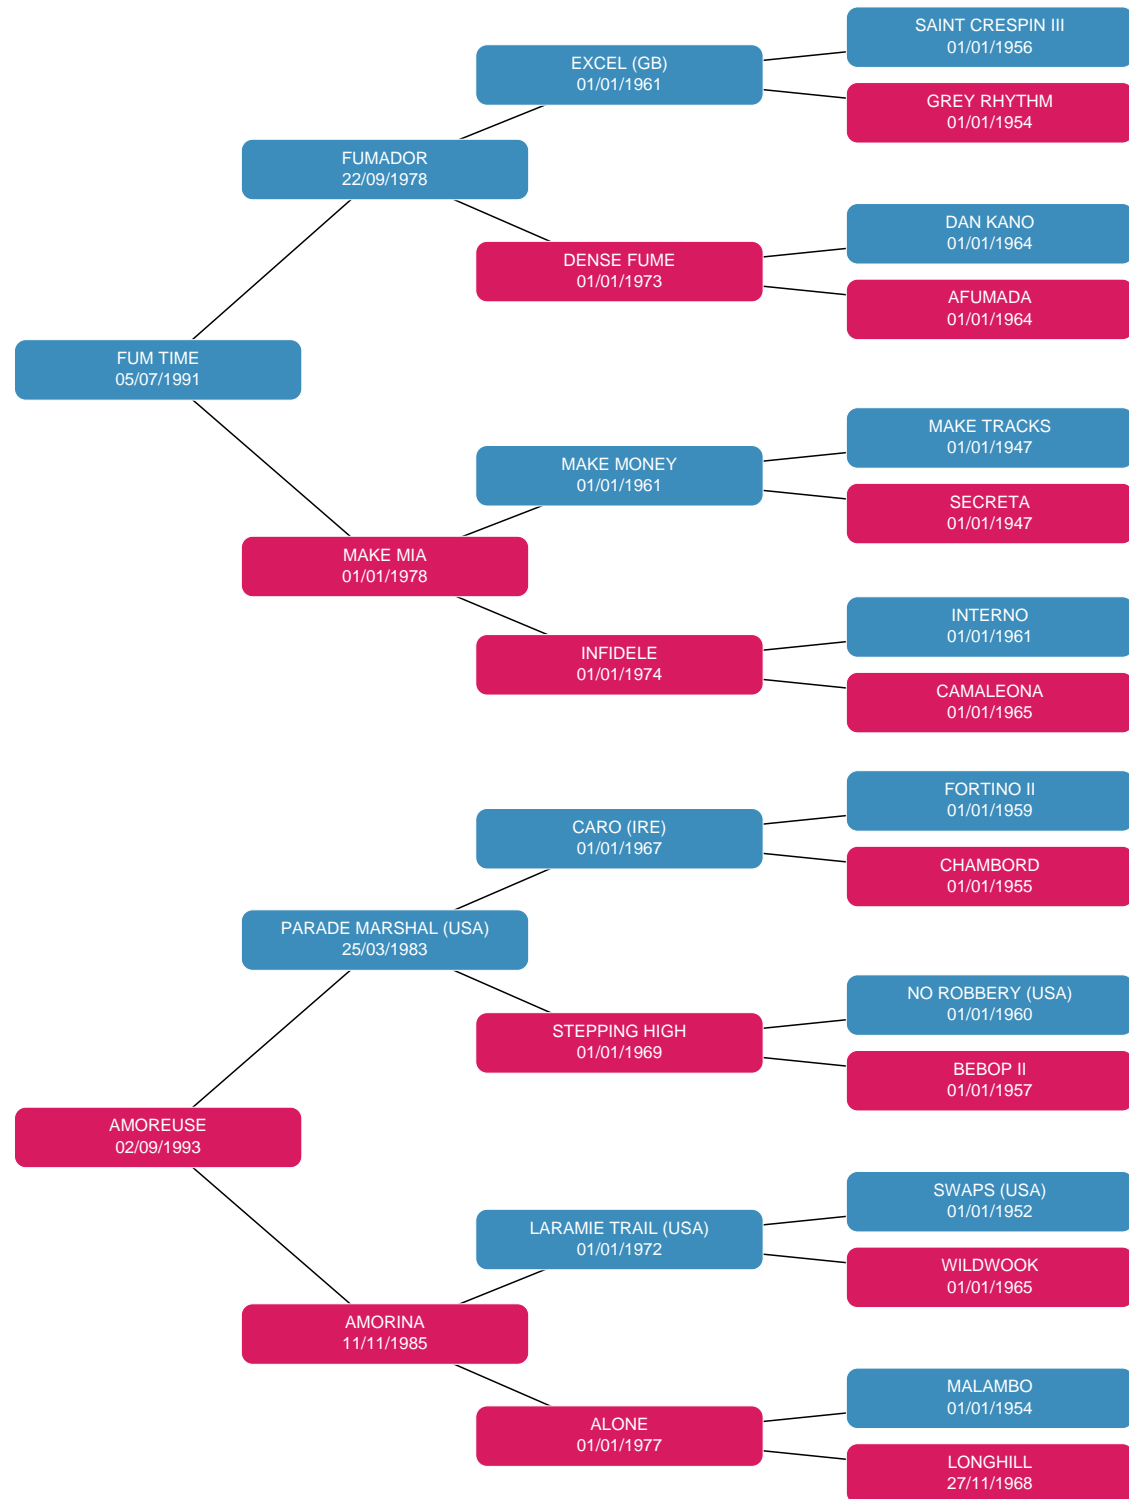 SAINT CRESPIN III
01/01/1956
EXCEL (GB)
01/01/1961
GREY RHYTHM
01/01/1954
FUMADOR
22/09/1978
DAN KANO
01/01/1964
DENSE FUME
01/01/1973
AFUMADA
01/01/1964
FUM TIME
05/07/1991
MAKE TRACKS
01/01/1947
MAKE MONEY
01/01/1961
SECRETA
01/01/1947
MAKE MIA
01/01/1978
INTERNO
01/01/1961
INFIDELE
01/01/1974
CAMALEONA
01/01/1965
FORTINO II
01/01/1959
CARO (IRE)
01/01/1967
CHAMBORD
01/01/1955
PARADE MARSHAL (USA)
25/03/1983
NO ROBBERY (USA)
01/01/1960
STEPPING HIGH
01/01/1969
BEBOP II
01/01/1957
AMOREUSE
02/09/1993
SWAPS (USA)
01/01/1952
LARAMIE TRAIL (USA)
01/01/1972
WILDWOOK
01/01/1965
AMORINA
11/11/1985
MALAMBO
01/01/1954
ALONE
01/01/1977
LONGHILL
27/11/1968